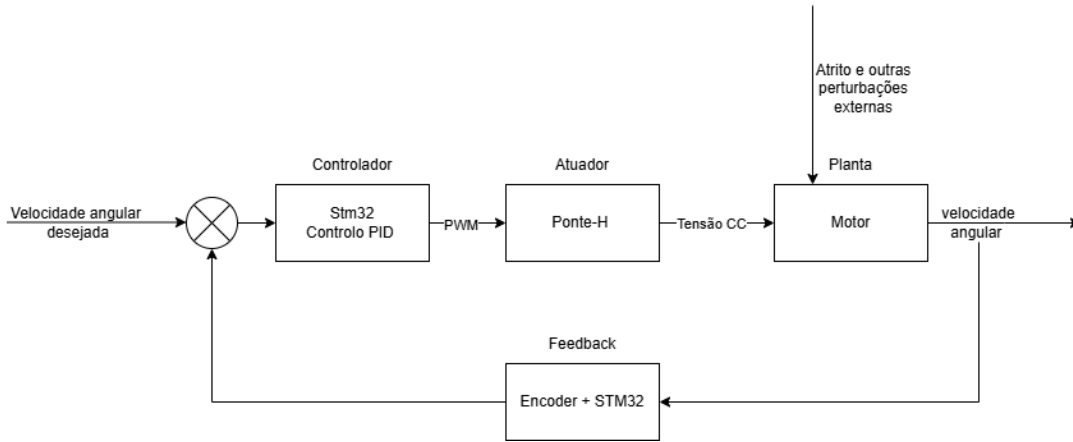 Atrito e outras
perturbações
externas
Controlador
Atuador
Planta
Velocidade angular
desejada
Stm32
Controlo PID
PWM
Ponte-H
Tensão CC
Motor
velocidade
angular
Feedback
Encoder + STM32